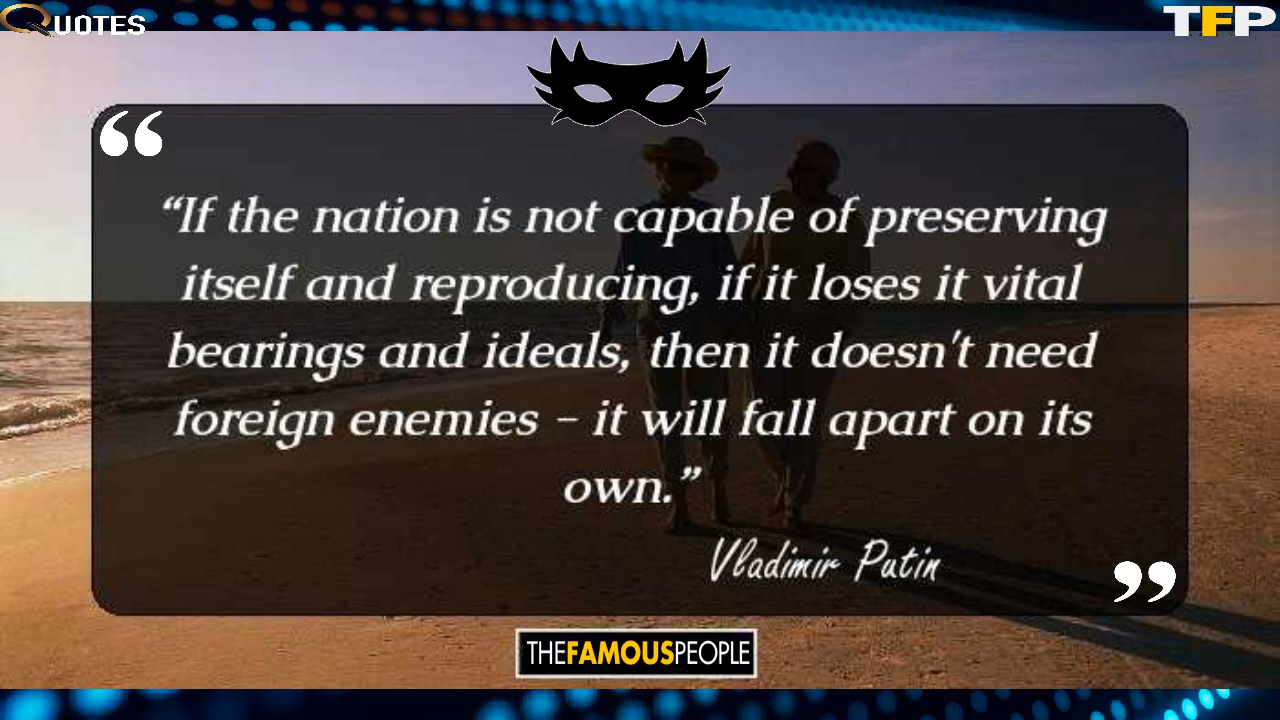 QUOTES
TFP
“If the nation is not capable of preserving
itself and reproducing, if it loses it vital
bearings and ideals, then it doesn't need
foreign enemies – it will fall apart on its
own.”
Vladimir Putin
THEFAMOUSPEOPLE